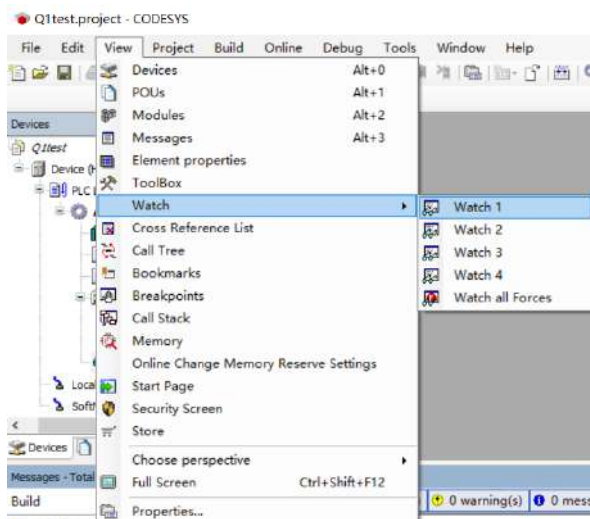 Q1test.project - CODESYS
File Edit View Project Build Online Debug Tools Window Help
Devices Alt+0
POUs Alt+1
Modules Alt+2
Messages Alt+3
Element properties
ToolBox
Watch
Watch 1
Watch 2
Watch 3
Watch 4
Watch all Forces
Cross Reference List
Call Tree
Bookmarks
Breakpoints
Call Stack
Memory
Online Change Memory Reserve Settings
Start Page
Security Screen
Store
Choose perspective
Full Screen Ctrl+Shift+F12
Properties...
Devices
Q1test
Device (H
PLC
Loca
Soft
Devices
Messages - Total
Build
0 warning(s) 0 mess